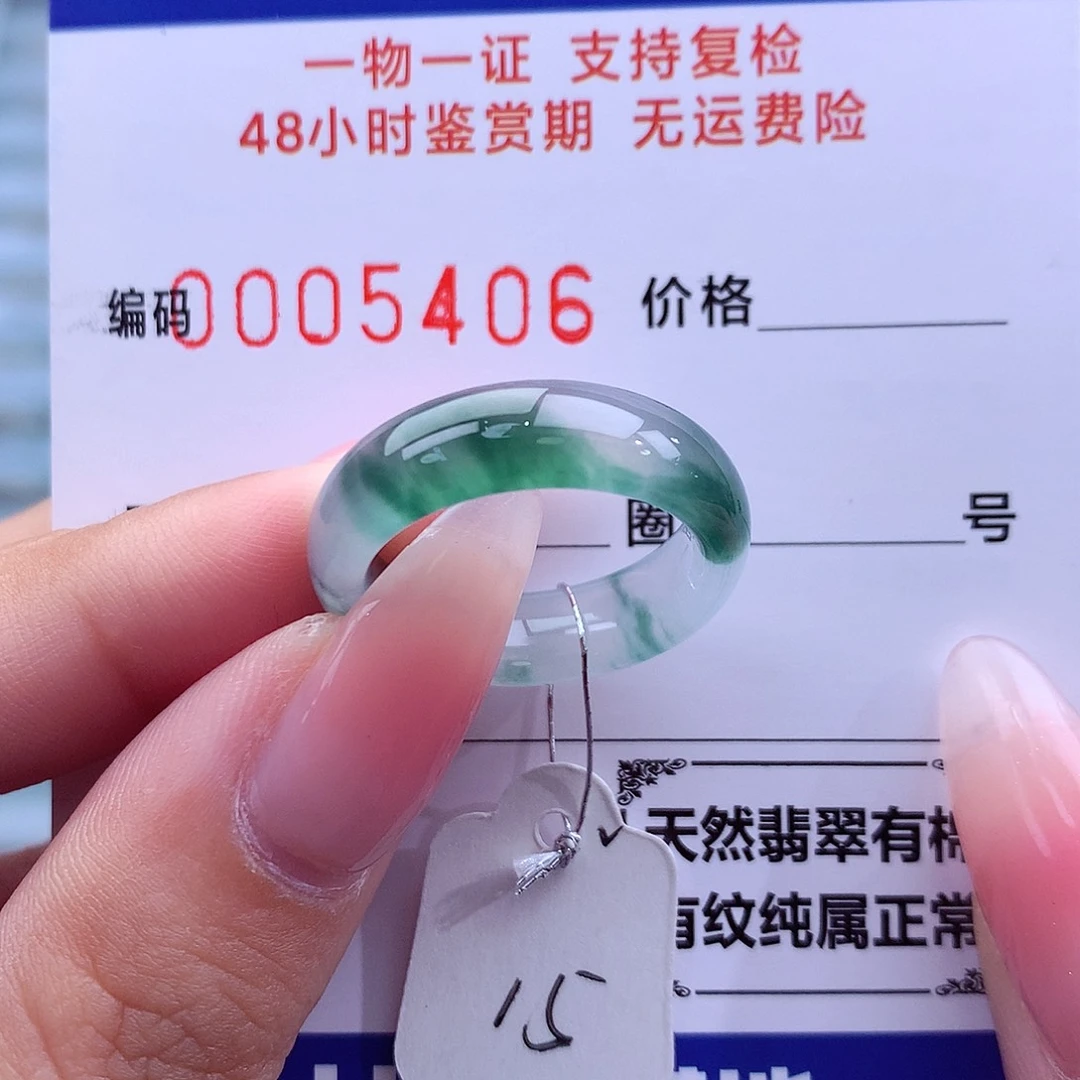 一物一证 支持复检
48小时鉴赏期 无运费险
编码0005406 价格
圈 号
天然翡翠有棉
有纹纯属正常
15